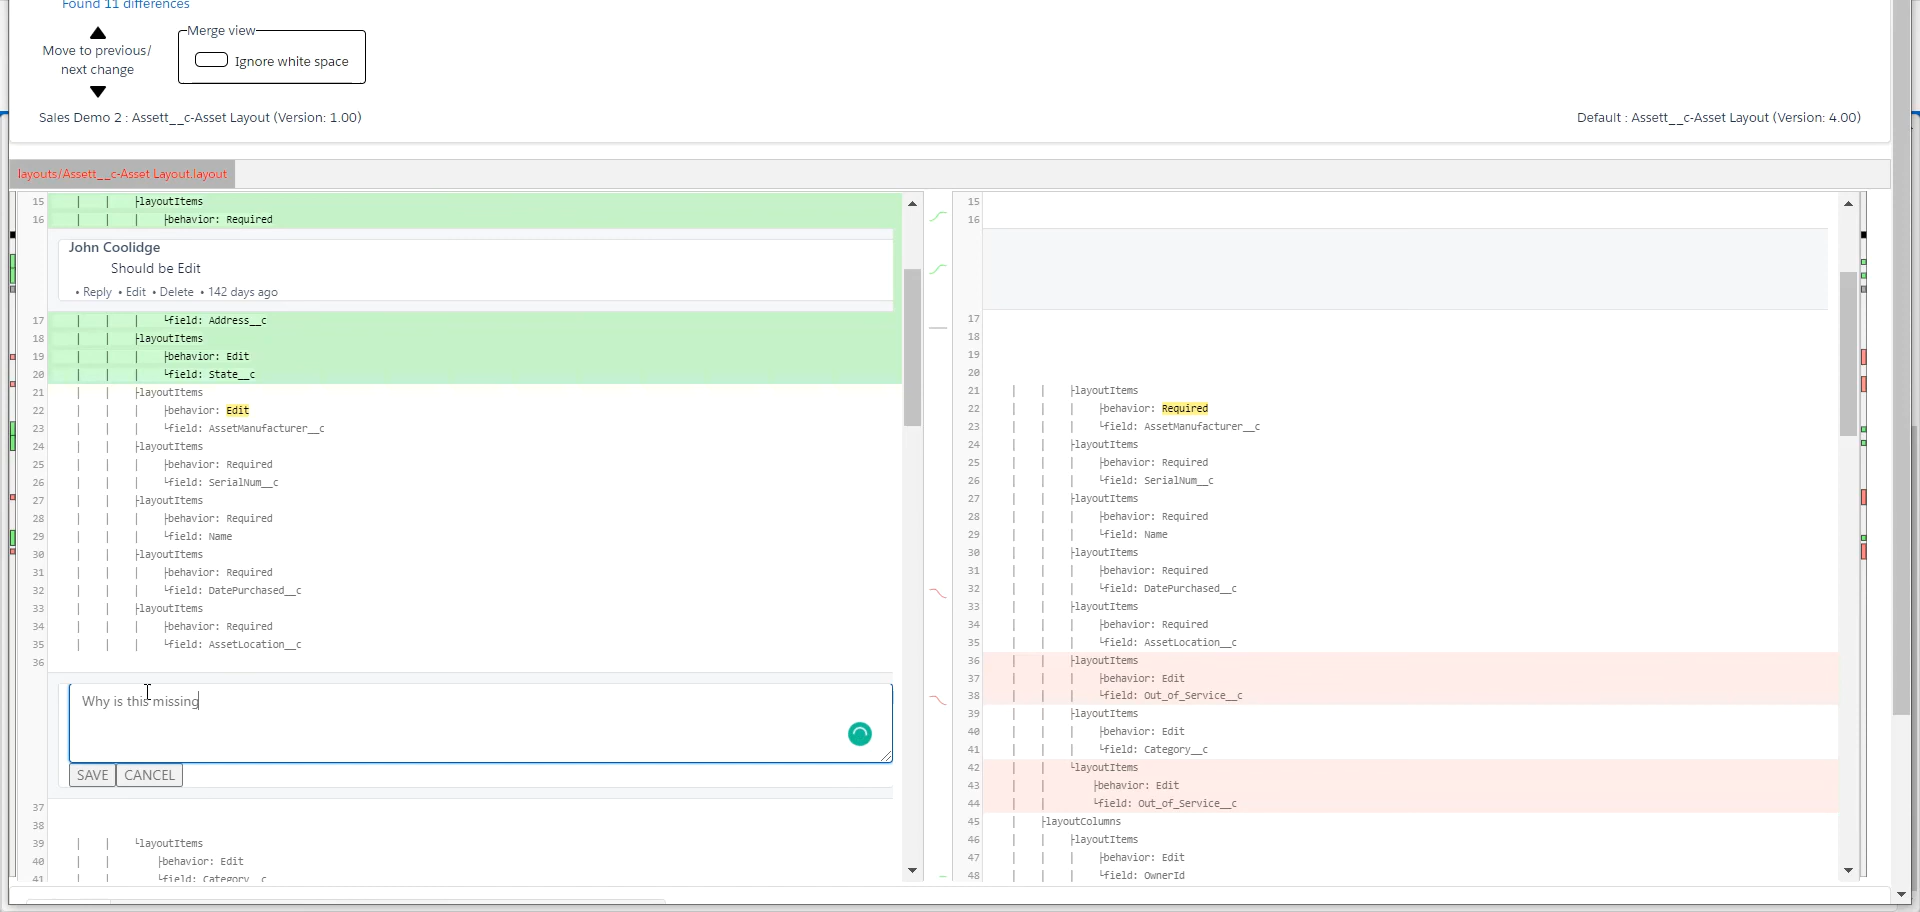 Found 11 differences
Merge view
Move to previous/
next change
Ignore white space
Sales Demo 2 : Assett__c-Asset Layout (Version: 1.00)
Default : Assett__c-Asset Layout (Version: 4.00)
layouts/Assett__c-Asset Layout.layout
15 | | ├layoutItems
16 | | | ├behavior: Required
John Coolidge
Should be Edit
• Reply • Edit • Delete • 142 days ago
17 | | | └field: Address__c
18 | | ├layoutItems
19 | | | ├behavior: Edit
20 | | | └field: State__c
21 | | ├layoutItems
22 | | | ├behavior: Edit
23 | | | └field: AssetManufacturer__c
24 | | ├layoutItems
25 | | | ├behavior: Required
26 | | | └field: SerialNum__c
27 | | ├layoutItems
28 | | | ├behavior: Required
29 | | | └field: Name
30 | | ├layoutItems
31 | | | ├behavior: Required
32 | | | └field: DatePurchased__c
33 | | ├layoutItems
34 | | | ├behavior: Required
35 | | | └field: AssetLocation__c
36
Why is this missing
SAVE CANCEL
37
38
39 | | └layoutItems
40 | | ├behavior: Edit
41 | | └field: Category__c
15
16
17
18
19
20
21 | | ├layoutItems
22 | | | ├behavior: Required
23 | | | └field: AssetManufacturer__c
24 | | ├layoutItems
25 | | | ├behavior: Required
26 | | | └field: SerialNum__c
27 | | ├layoutItems
28 | | | ├behavior: Required
29 | | | └field: Name
30 | | ├layoutItems
31 | | | ├behavior: Required
32 | | | └field: DatePurchased__c
33 | | ├layoutItems
34 | | | ├behavior: Required
35 | | | └field: AssetLocation__c
36 | | ├layoutItems
37 | | | ├behavior: Edit
38 | | | └field: Out_of_Service__c
39 | | ├layoutItems
40 | | | ├behavior: Edit
41 | | | └field: Category__c
42 | | └layoutItems
43 | | ├behavior: Edit
44 | | └field: Out_of_Service__c
45 | ├layoutColumns
46 | | ├layoutItems
47 | | | ├behavior: Edit
48 | | | └field: OwnerId